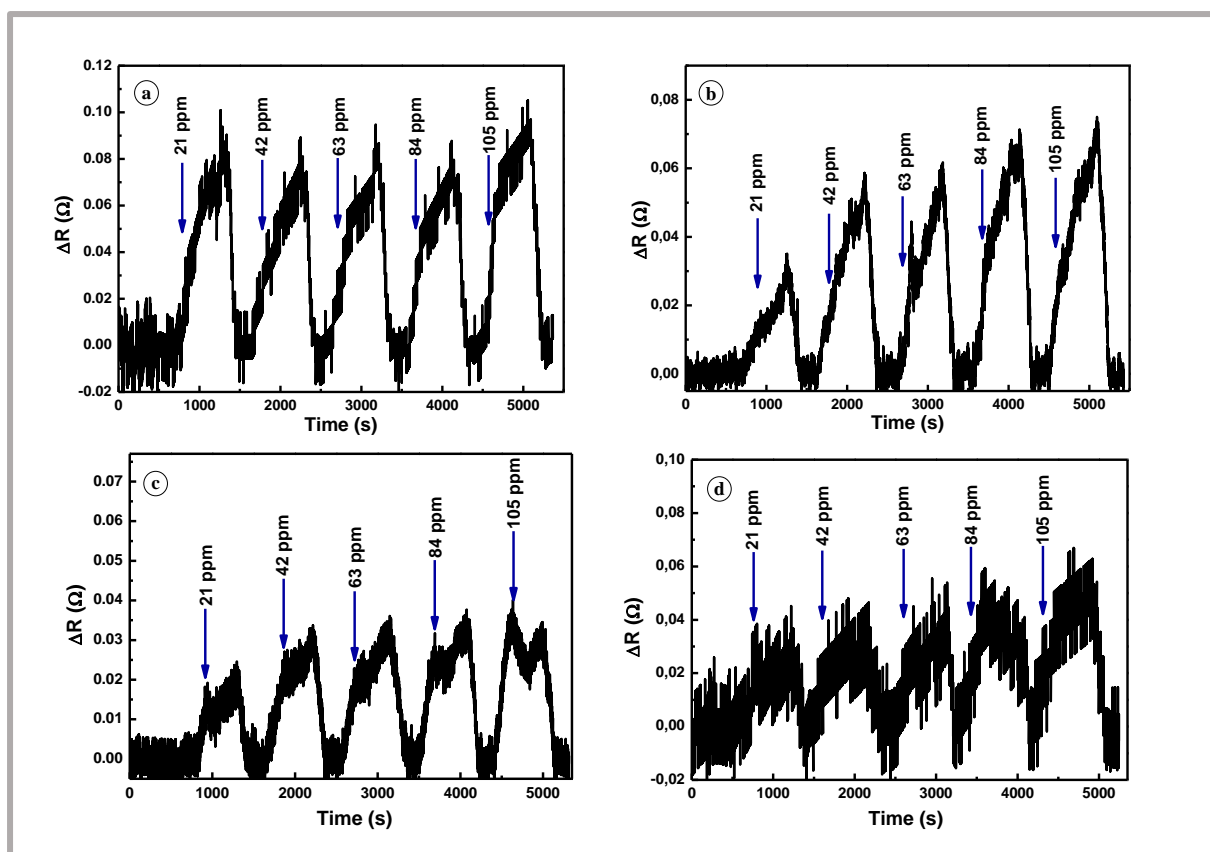 a
21 ppm
42 ppm
63 ppm
84 ppm
105 ppm
0.12
0.10
0.08
0.06
0.04
0.02
0.00
-0.02
ΔR (Ω)
0 1000 2000 3000 4000 5000
Time (s)
b
21 ppm
42 ppm
63 ppm
84 ppm
105 ppm
0,08
0,06
0,04
0,02
0,00
ΔR (Ω)
0 1000 2000 3000 4000 5000
Time (s)
c
21 ppm
42 ppm
63 ppm
84 ppm
105 ppm
0.07
0.06
0.05
0.04
0.03
0.02
0.01
0.00
ΔR (Ω)
0 1000 2000 3000 4000 5000
Time (s)
d
21 ppm
42 ppm
63 ppm
84 ppm
105 ppm
0,10
0,08
0,06
0,04
0,02
0,00
-0,02
ΔR (Ω)
0 1000 2000 3000 4000 5000
Time (s)